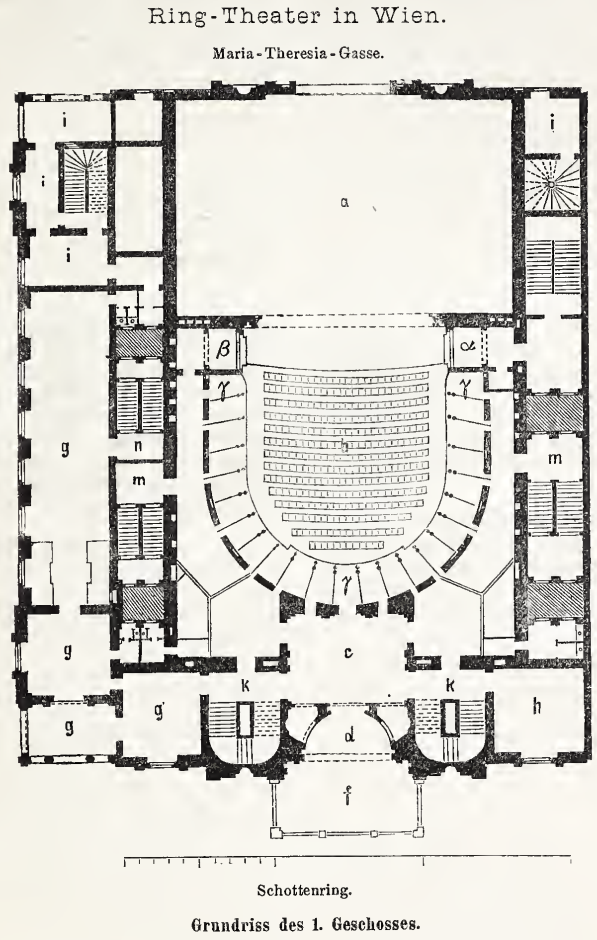 Ring-Theater in Wien.
Maria-Theresia-Gasse.
i
i
i
a
i
i
β
α
γ
γ
g
b
n
m
m
γ
g
c
g
g
k
k
h
d
f
Schottenring.
Grundriss des 1. Geschosses.